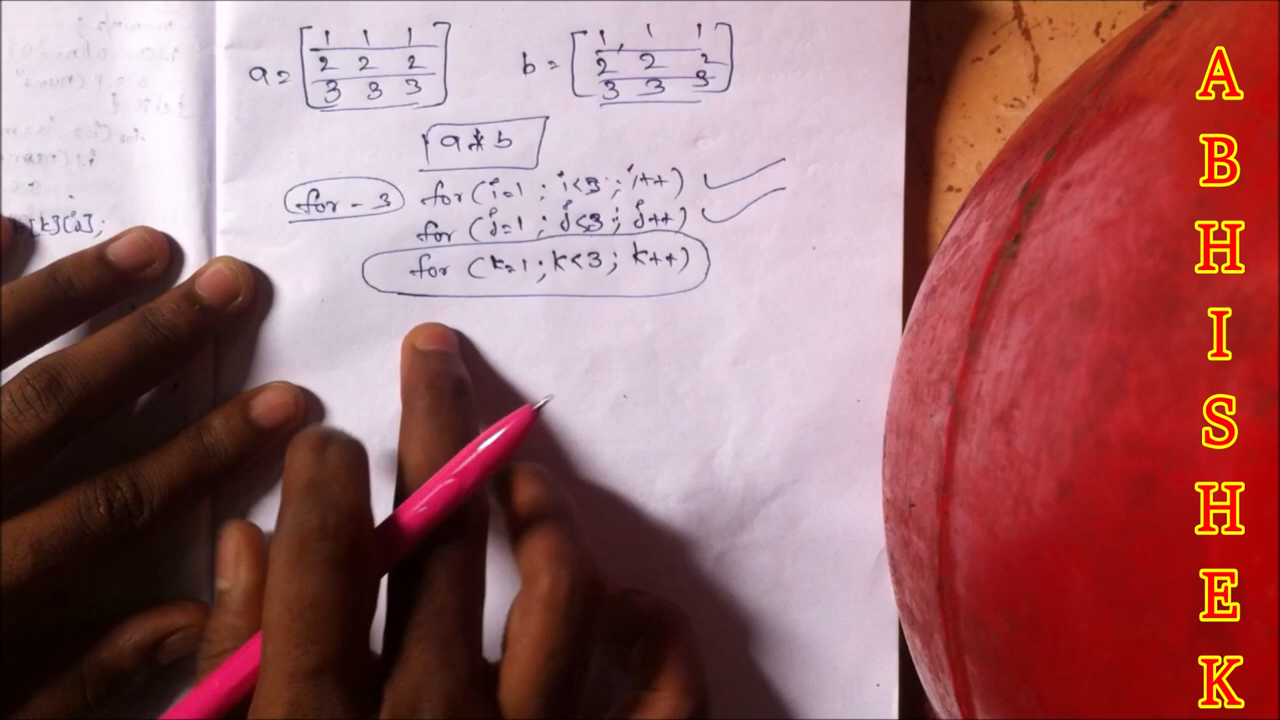 a = [1 1 1
2 2 2
3 3 3]
b = [1, 1 1
2 2 2
3 3 3]
a*b
for - 3 for (i=1; i<3; i++)
for (j=1; j<3; j++)
for (k=1; k<3; k++)
[k][j];
ABHISHEK